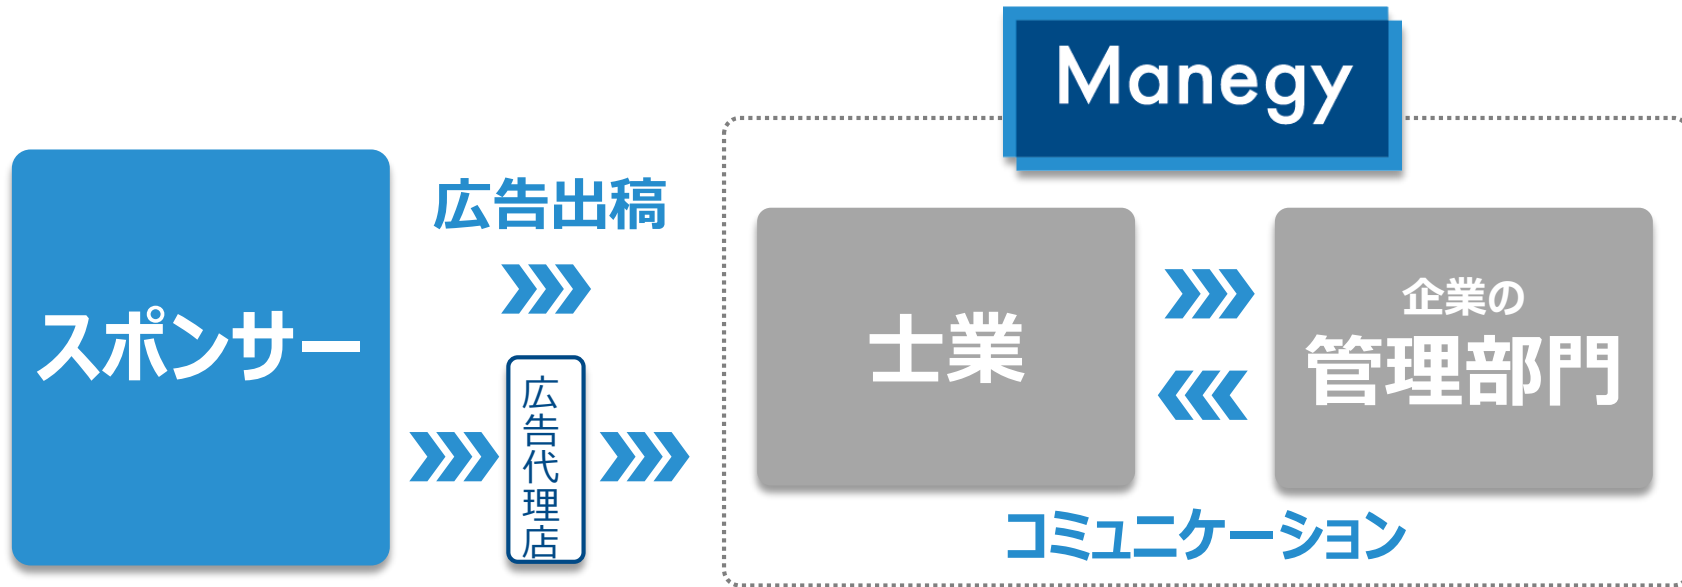 Manegy
スポンサー
広告出稿
広告代理店
士業
企業の
管理部門
コミュニケーション